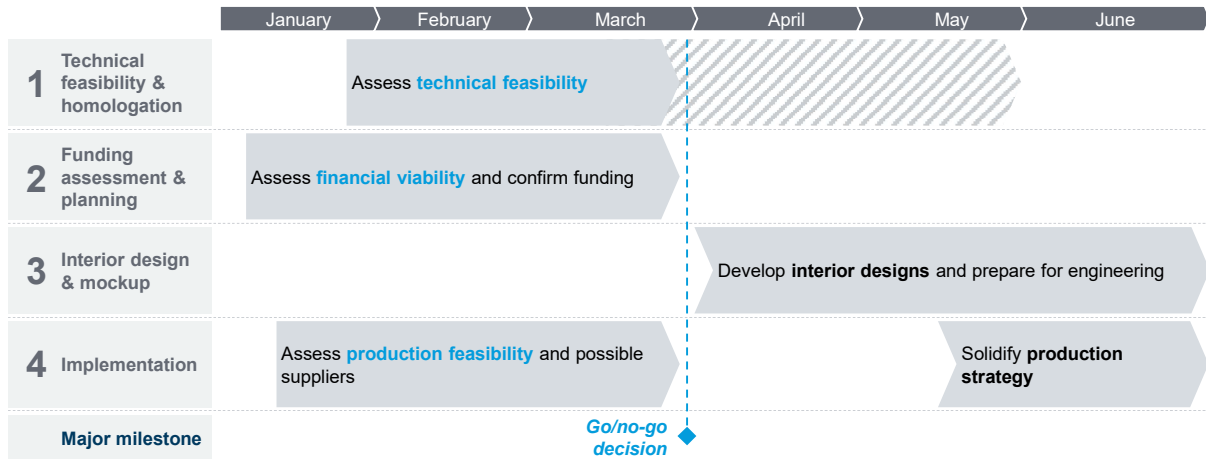 January February March April May June
1
Technical
feasibility &
homologation
Assess technical feasibility
2
Funding
assessment &
planning
Assess financial viability and confirm funding
3
Interior design
& mockup
Develop interior designs and prepare for engineering
4
Implementation
Assess production feasibility and possible
suppliers
Solidify production
strategy
Major milestone
Go/no-go
decision